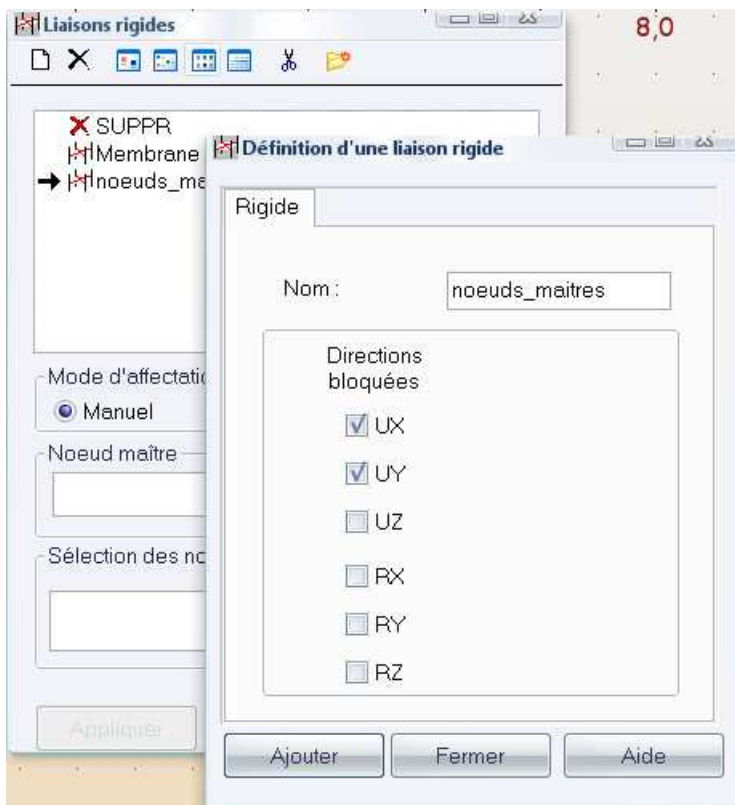 Liaisons rigides
8,0
SUPPR
Membrane
noeuds_ma
Mode d'affectatic
Manuel
Noeud maître
Sélection des no
Appliquer
Définition d'une liaison rigide
Rigide
Nom :
noeuds_maitres
Directions
bloquées
UX
UY
UZ
RX
RY
RZ
Ajouter
Fermer
Aide